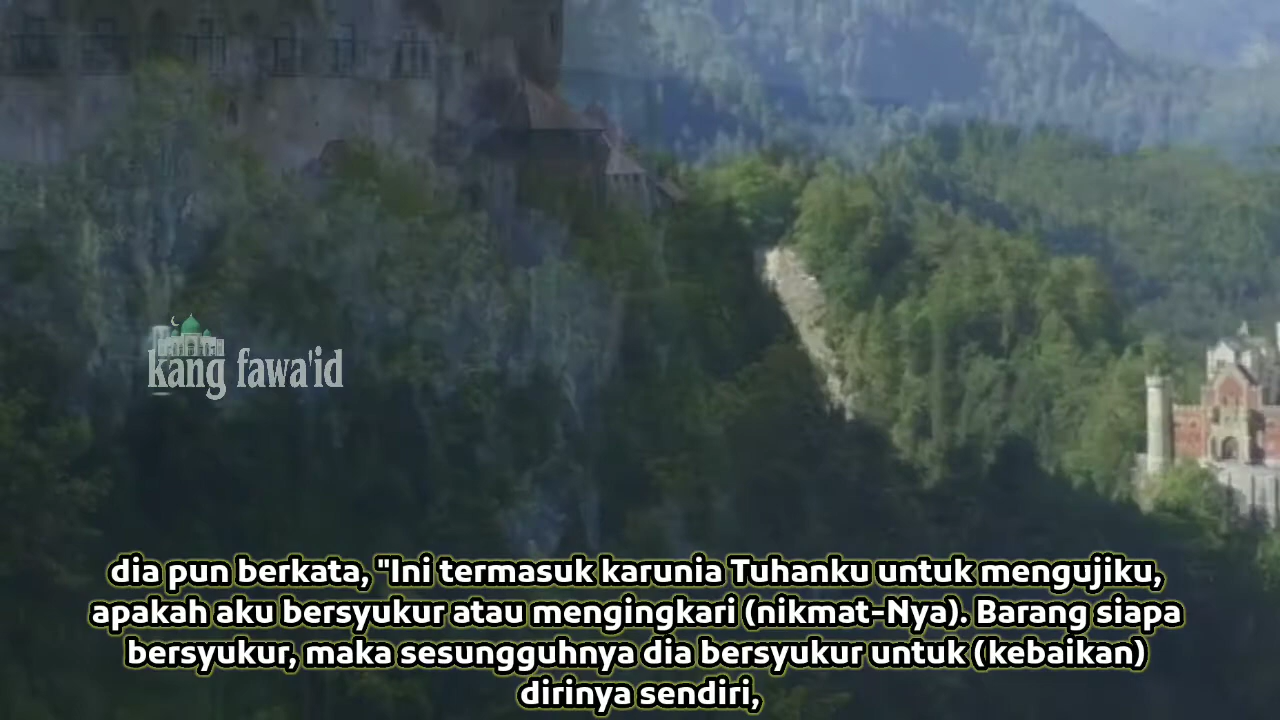 kang fawa'id
dia pun berkata, "Ini termasuk karunia Tuhanku untuk mengujiku,
apakah aku bersyukur atau mengingkari (nikmat-Nya). Barang siapa
bersyukur, maka sesungguhnya dia bersyukur untuk (kebaikan)
dirinya sendiri,